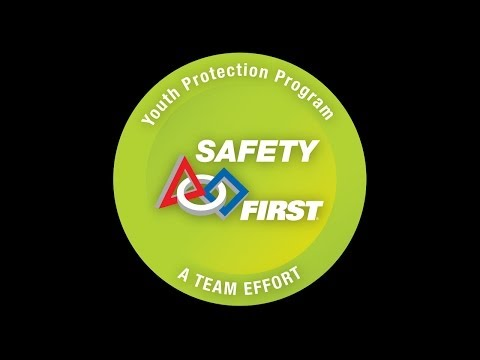 Youth Protection Program
SAFETY
FIRST®
A TEAM EFFORT